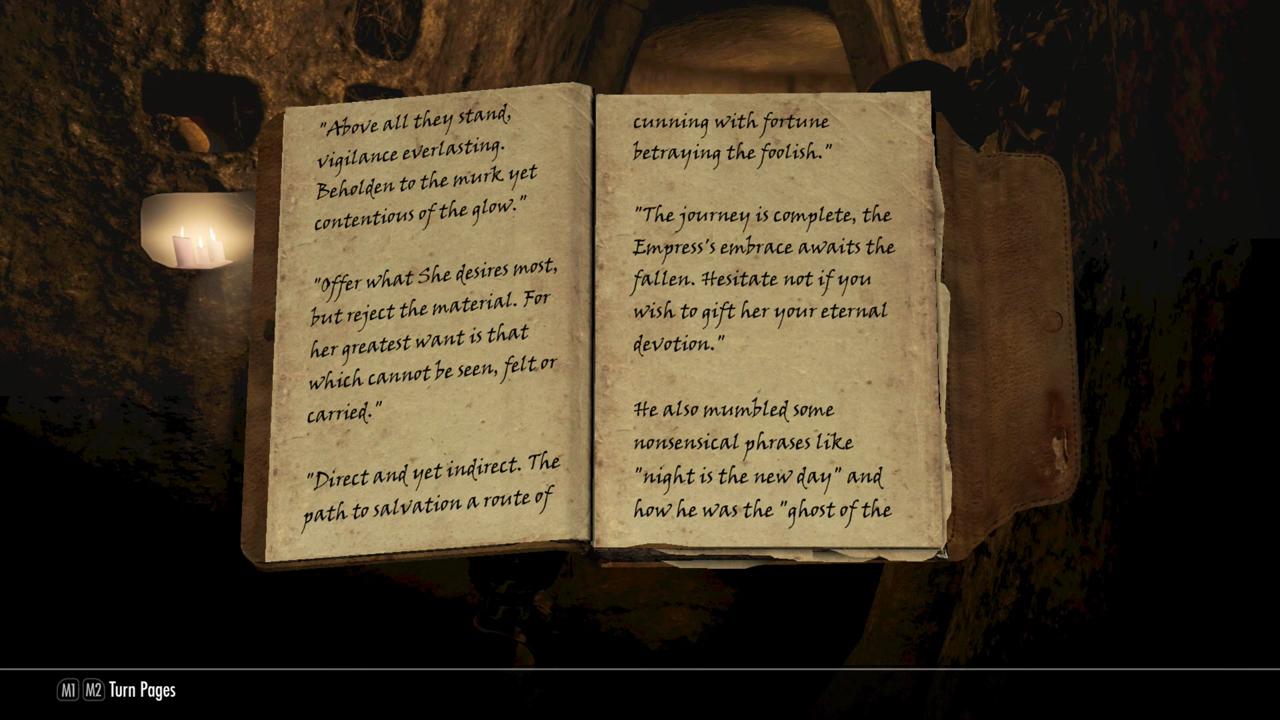 "Above all they stand,
vigilance everlasting.
Beholden to the murk yet
contentious of the glow."
"Offer what She desires most,
but reject the material. For
her greatest want is that
which cannot be seen, felt or
carried."
"Direct and yet indirect. The
path to salvation a route of
cunning with fortune
betraying the foolish."
"The journey is complete, the
Empress's embrace awaits the
fallen. Hesitate not if you
wish to gift her your eternal
devotion."
He also mumbled some
nonsensical phrases like
"night is the new day" and
how he was the "ghost of the
M1 M2 Turn Pages